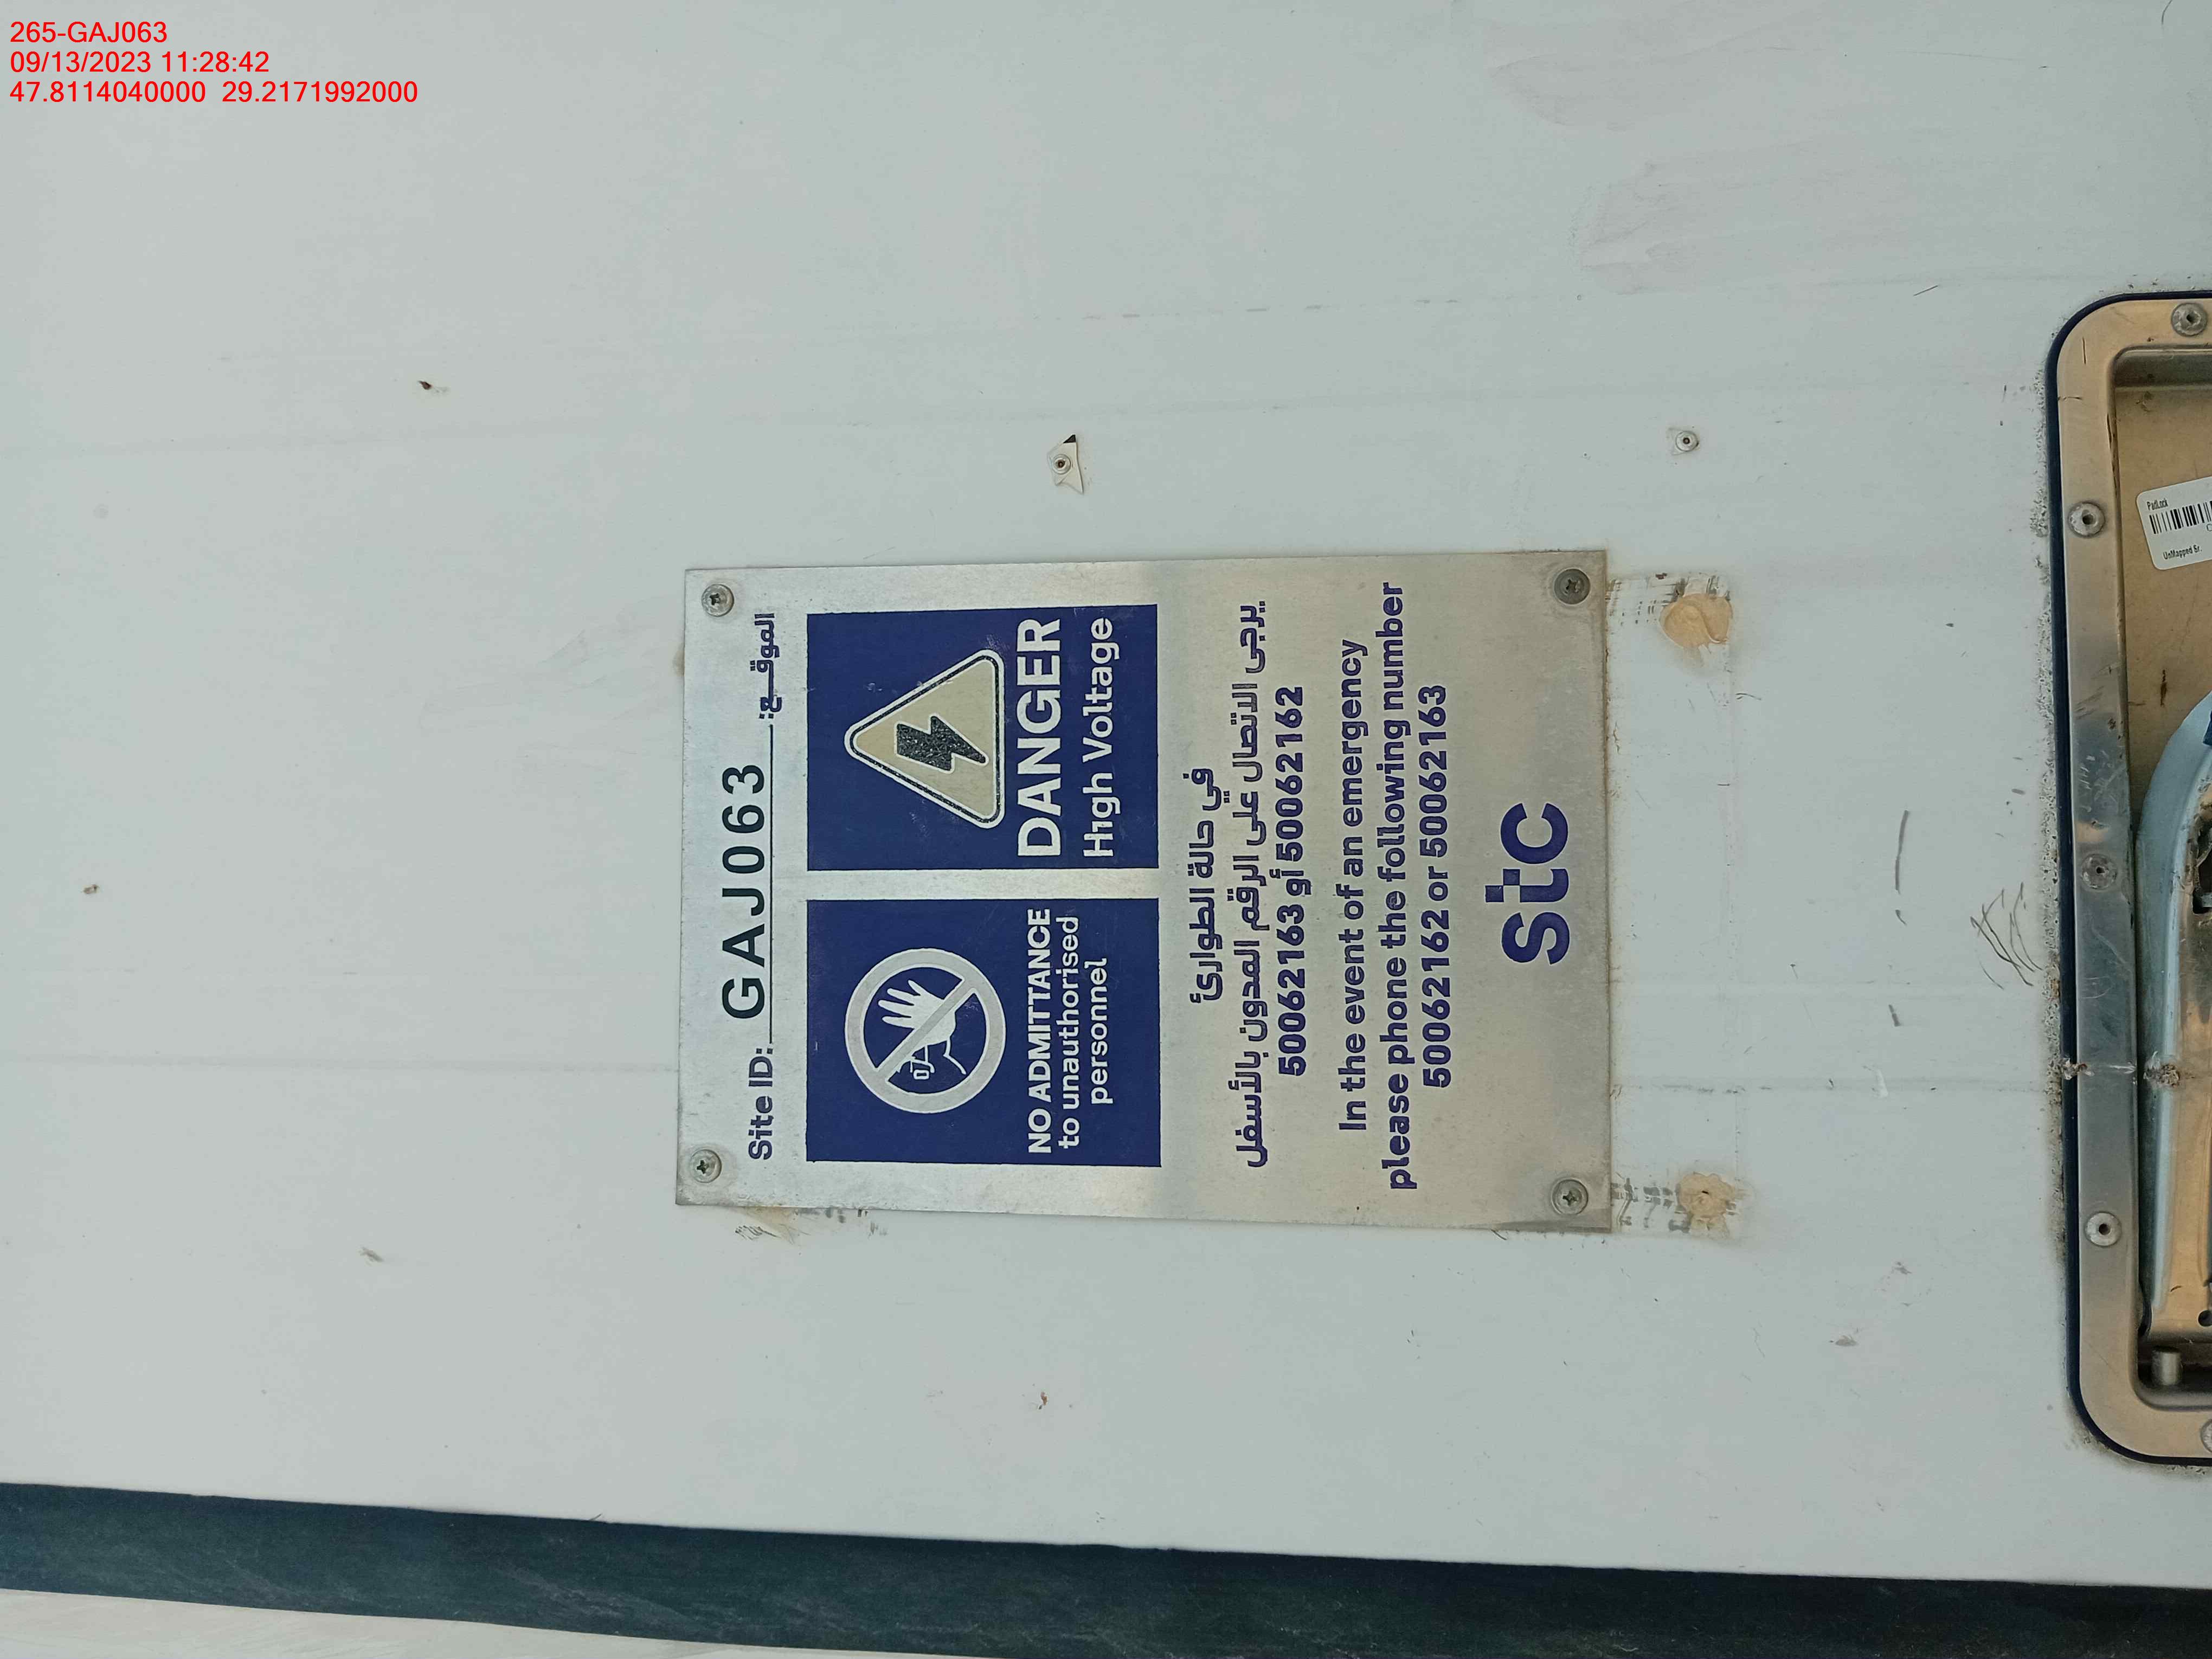 265-GAJ063
09/13/2023 11:28:42
47.8114040000 29.2171992000
Site ID: GAJ063 الموقـع:
NO ADMITTANCE
to unauthorised
personnel
DANGER
High Voltage
في حالة الطوارئ
يرجى الاتصال على الرقم المدون بالأسفل
50062163 أو 50062162
In the event of an emergency
please phone the following number
50062162 or 50062163
stc
PadLock
UnMapped Sr.